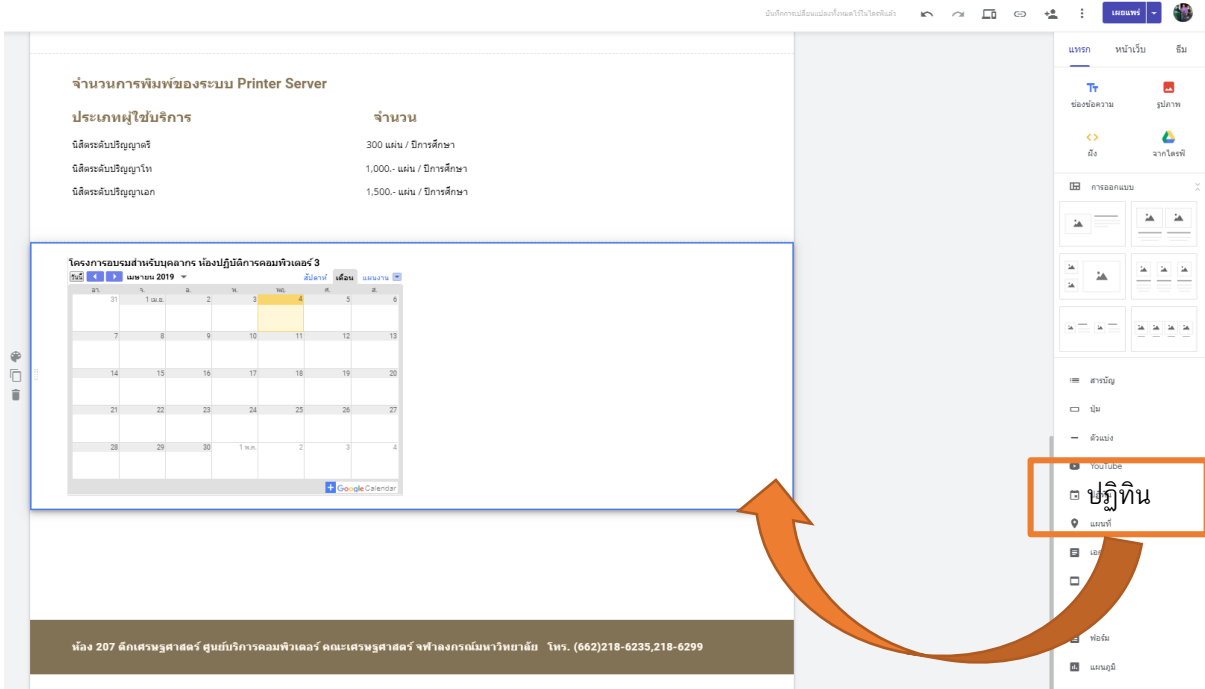 บันทึกการเปลี่ยนแปลงทั้งหมดไว้ในไดรฟ์แล้ว
เผยแพร่
แทรก หน้าเว็บ ธีม
จำนวนการพิมพ์ของระบบ Printer Server
ช่องข้อความ รูปภาพ
ประเภทผู้ใช้บริการ จำนวน
นิสิตระดับปริญญาตรี 300 แผ่น / ปีการศึกษา
ฝัง จากไดรฟ์
นิสิตระดับปริญญาโท 1,000.- แผ่น / ปีการศึกษา
นิสิตระดับปริญญาเอก 1,500.- แผ่น / ปีการศึกษา
การออกแบบ
โครงการอบรมสำหรับบุคลากร ห้องปฏิบัติการคอมพิวเตอร์ 3
วันนี้ เมษายน 2019 สัปดาห์ เดือน แผนงาน
อา. จ. อ. พ. พฤ. ศ. ส.
31 1 เม.ย. 2 3 4 5 6
7 8 9 10 11 12 13
14 15 16 17 18 19 20
21 22 23 24 25 26 27
28 29 30 1 พ.ค. 2 3 4
Google Calendar
สารบัญ
ปุ่ม
ตัวแบ่ง
YouTube
ปฏิทิน
แผนที่
ฟอร์ม
แผนภูมิ
ห้อง 207 ตึกเศรษฐศาสตร์ ศูนย์บริการคอมพิวเตอร์ คณะเศรษฐศาสตร์ จุฬาลงกรณ์มหาวิทยาลัย โทร. (662)218-6235,218-6299